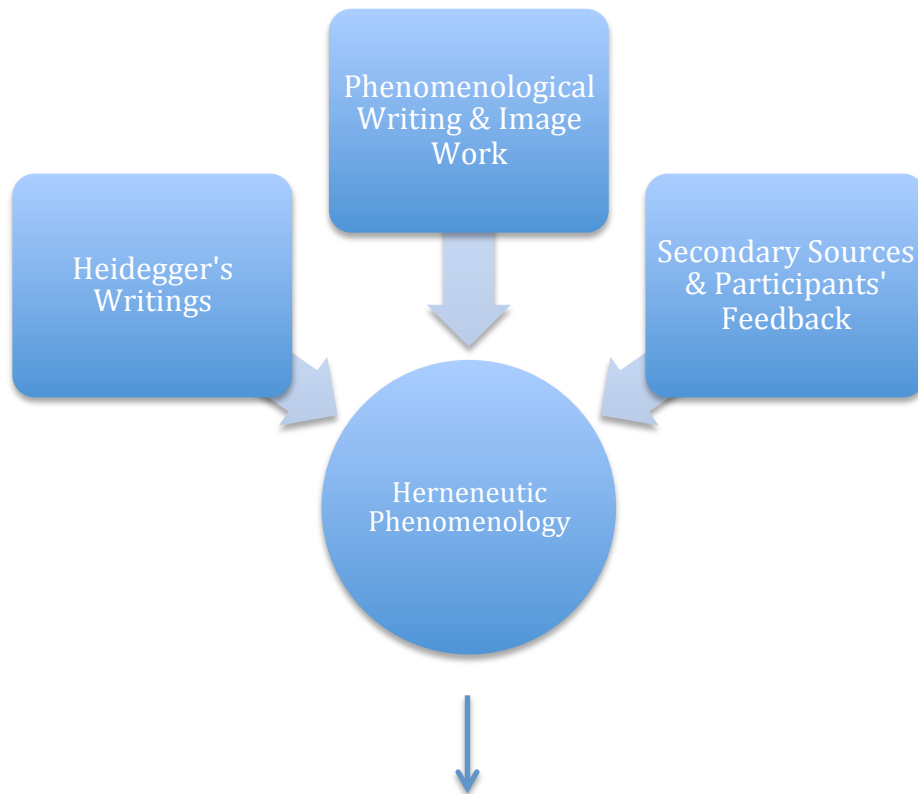 Phenomenological
Writing & Image
Work
Heidegger's
Writings
Secondary Sources
& Participants'
Feedback
Herneneutic
Phenomenology